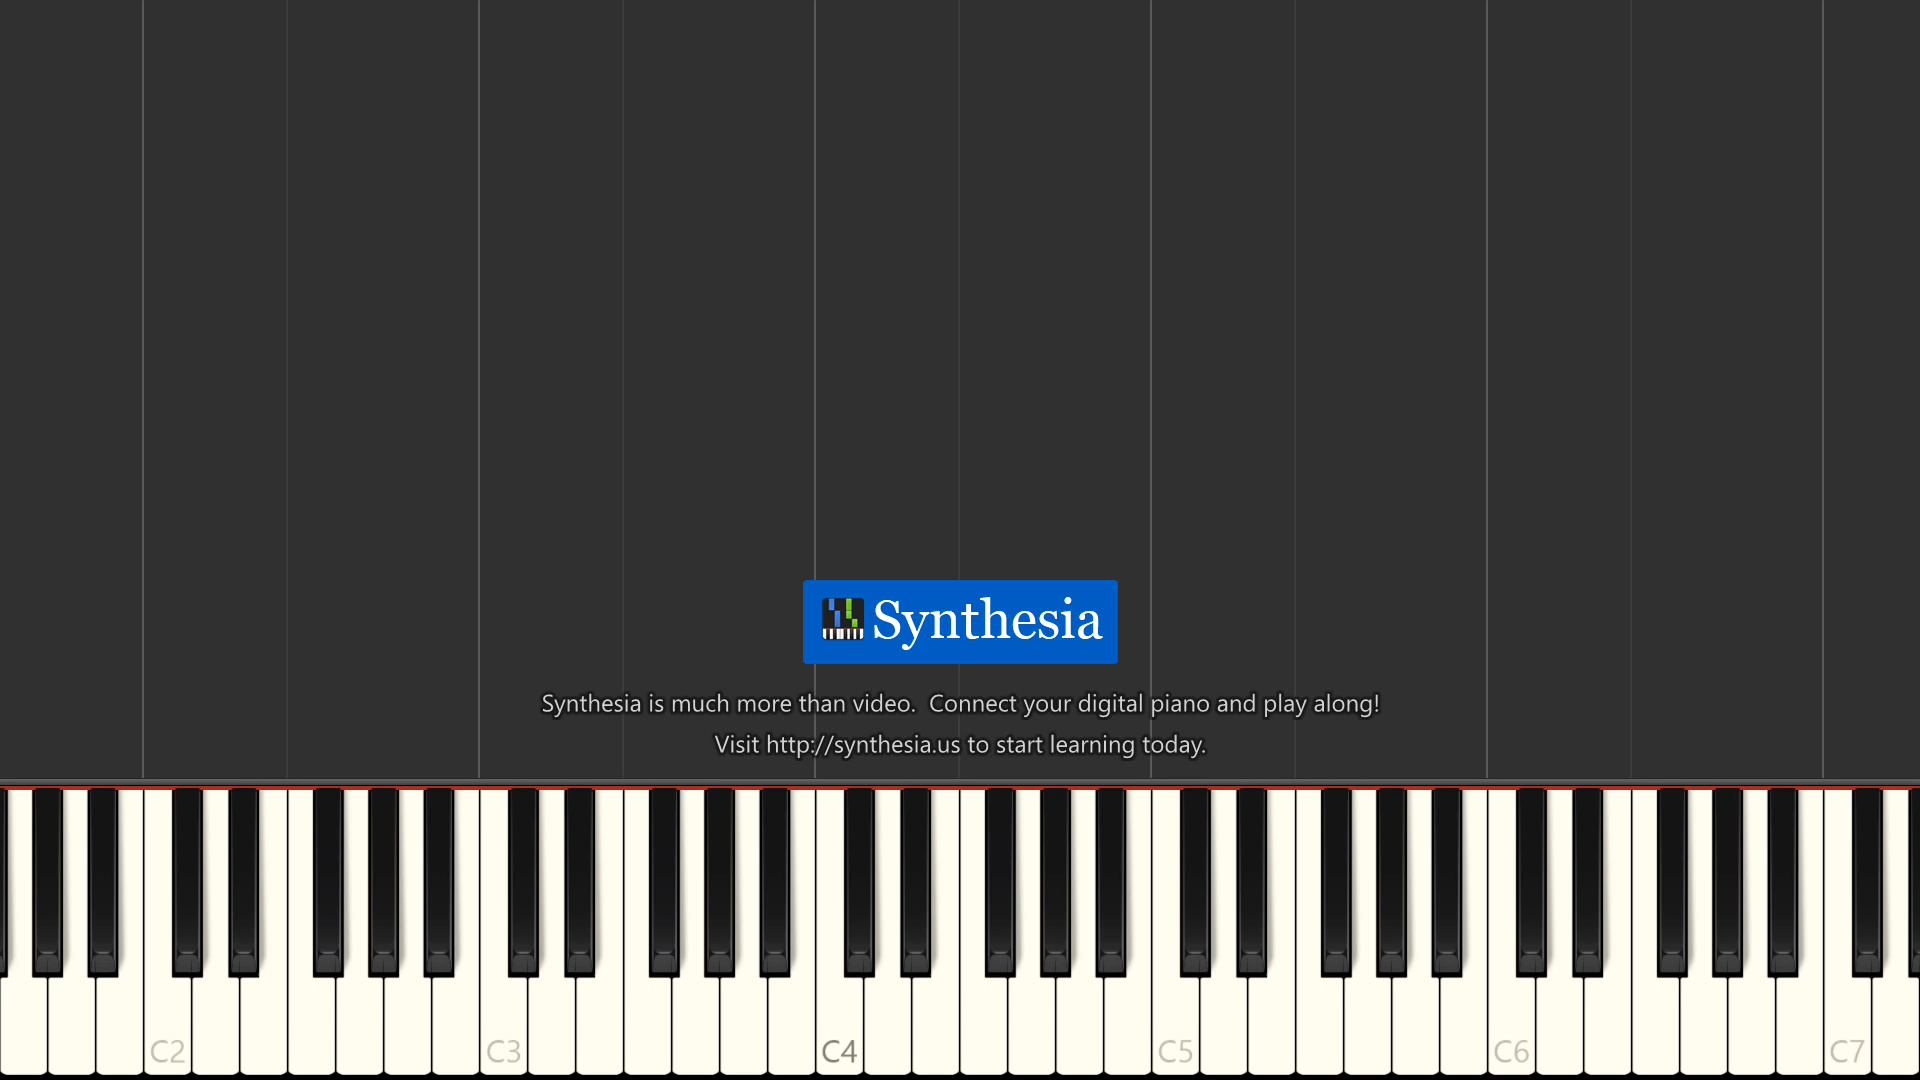 Synthesia
Synthesia is much more than video.  Connect your digital piano and play along!
Visit http://synthesia.us to start learning today.
C2 C3 C4 C5 C6 C7